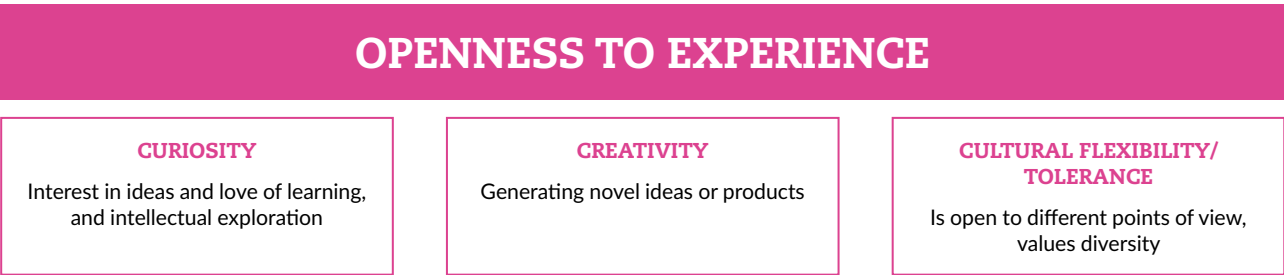 OPENNESS TO EXPERIENCE
CURIOSITY
Interest in ideas and love of learning,
and intellectual exploration
CREATIVITY
Generating novel ideas or products
CULTURAL FLEXIBILITY/
TOLERANCE
Is open to different points of view,
values diversity